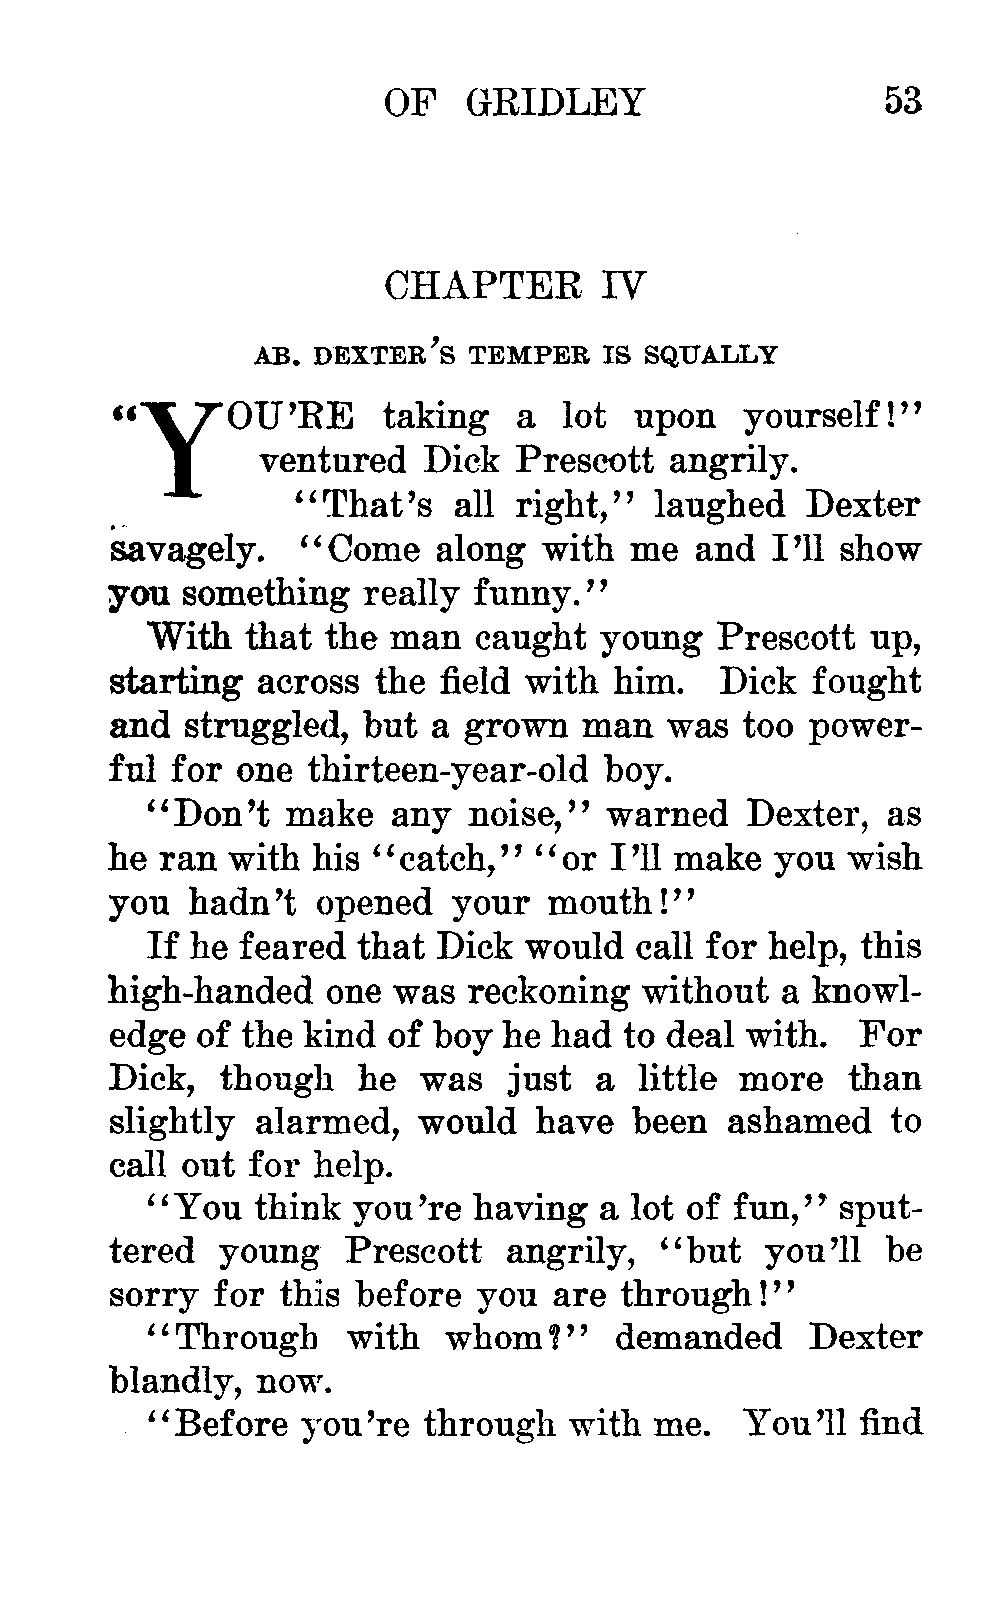 OF GRIDLEY 53
CHAPTER IV
AB. DEXTER'S TEMPER IS SQUALLY
"YOU'RE taking a lot upon yourself!"
ventured Dick Prescott angrily.
"That's all right," laughed Dexter
savagely. "Come along with me and I'll show
you something really funny."
With that the man caught young Prescott up,
starting across the field with him. Dick fought
and struggled, but a grown man was too power-
ful for one thirteen-year-old boy.
"Don't make any noise," warned Dexter, as
he ran with his "catch," "or I'll make you wish
you hadn't opened your mouth!"
If he feared that Dick would call for help, this
high-handed one was reckoning without a knowl-
edge of the kind of boy he had to deal with. For
Dick, though he was just a little more than
slightly alarmed, would have been ashamed to
call out for help.
"You think you're having a lot of fun," sput-
tered young Prescott angrily, "but you'll be
sorry for this before you are through!"
"Through with whom?" demanded Dexter
blandly, now.
"Before you're through with me. You'll find